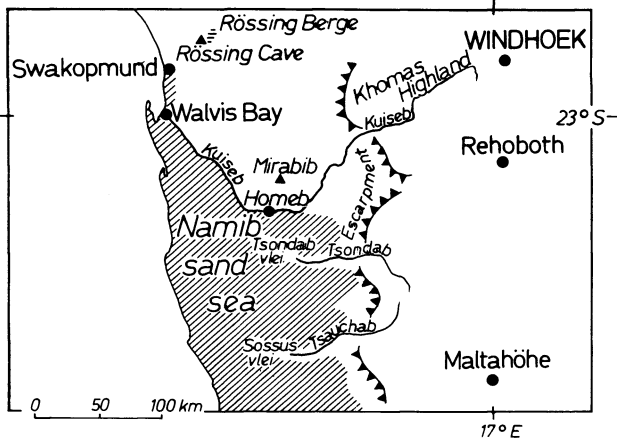 Rössing Berge
Rössing Cave
WINDHOEK
Swakopmund
Khomas
Highland
Walvis Bay
Kuiseb
23° S
Kuiseb
Mirabib
Rehoboth
Homeb
Escarpment
Namib
sand
sea
Tsondab
vlei
Tsondab
Tsauchab
Sossus
vlei
Maltahöhe
0 50 100 km
17° E